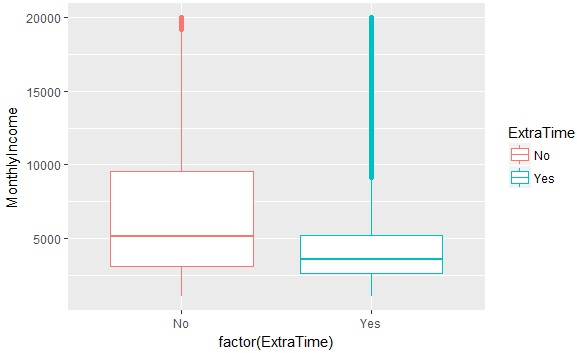 MonthlyIncome
20000
15000
10000
5000
No
Yes
factor(ExtraTime)
ExtraTime
No
Yes